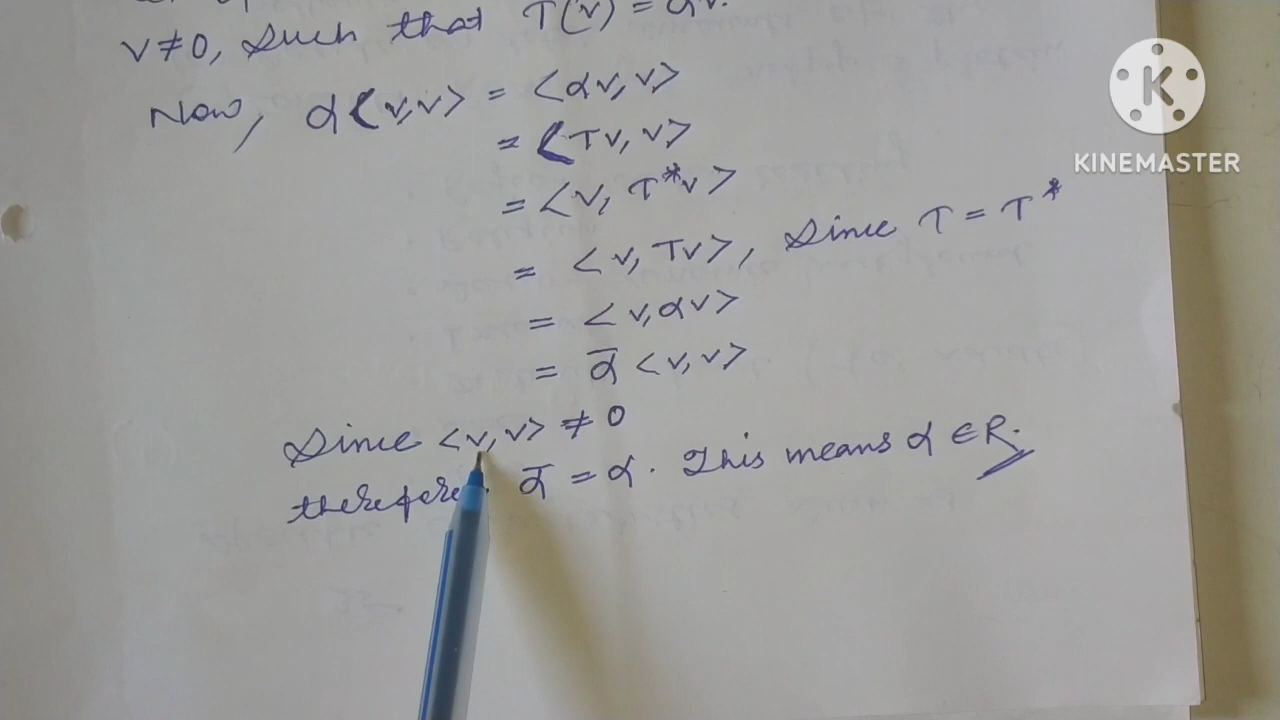 v≠0, such that T(v) = αv.
Now, α<v,v> = <αv, v>
= <Tv, v>
= <v, T*v>
= <v, Tv>, since T = T*
= <v, αv>
= ᾱ <v, v>
Since <v, v> ≠ 0
therefore ᾱ = α. This means α ∈ R.
K
KINEMASTER